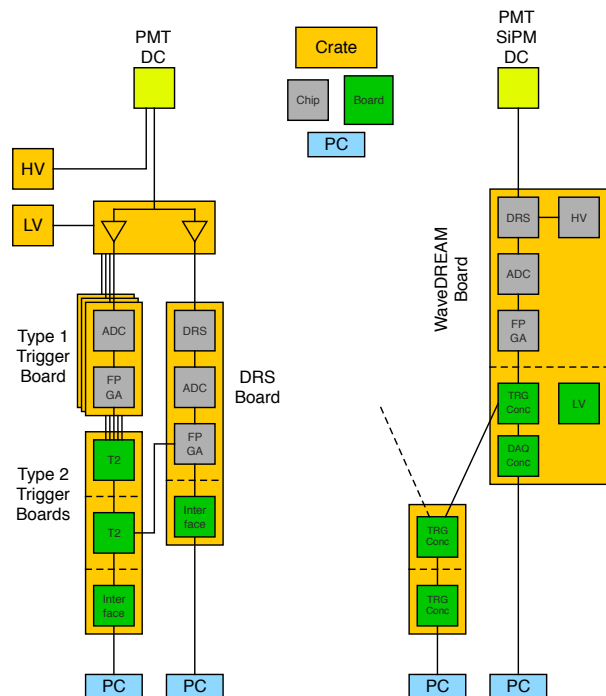 PMT
DC
HV
LV
Type 1
Trigger
Board
ADC
FP
GA
DRS
ADC
FP
GA
DRS
Board
Type 2
Trigger
Boards
T2
T2
Inter
face
Inter
face
PC
PC
Crate
Chip
Board
PC
PMT
SiPM
DC
WaveDREAM
Board
DRS
HV
ADC
FP
GA
TRG
Conc
LV
DAQ
Conc
TRG
Conc
TRG
Conc
PC
PC